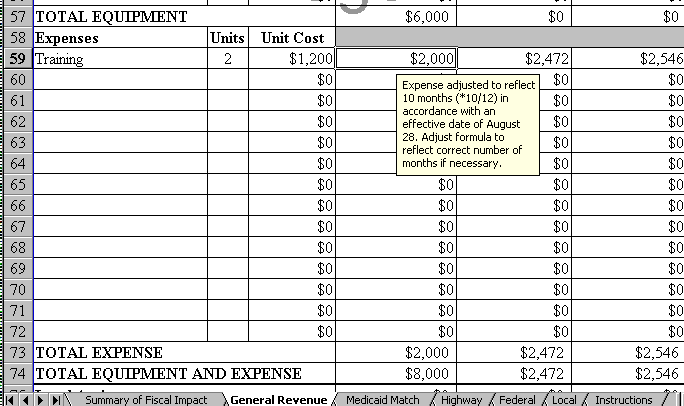 57 TOTAL EQUIPMENT $6,000 $0 $0
58 Expenses Units Unit Cost
59 Training 2 $1,200 $2,000 $2,472 $2,546
60 $0 $0 $0
Expense adjusted to reflect
10 months (*10/12) in
accordance with an
effective date of August
28. Adjust formula to
reflect correct number of
months if necessary.
61 $0 $0 $0
62 $0 $0 $0
63 $0 $0 $0
64 $0 $0 $0
65 $0 $0 $0 $0
66 $0 $0 $0 $0
67 $0 $0 $0 $0
68 $0 $0 $0 $0
69 $0 $0 $0 $0
70 $0 $0 $0 $0
71 $0 $0 $0 $0
72 $0 $0 $0 $0
73 TOTAL EXPENSE $2,000 $2,472 $2,546
74 TOTAL EQUIPMENT AND EXPENSE $8,000 $2,472 $2,546
Summary of Fiscal Impact General Revenue Medicaid Match Highway Federal Local Instructions